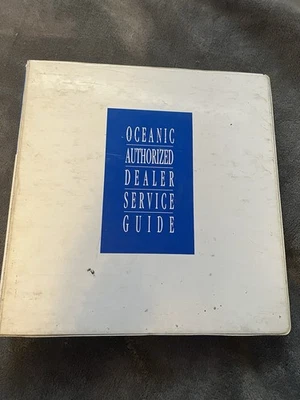 OCEANIC
AUTHORIZED
DEALER
SERVICE
GUIDE